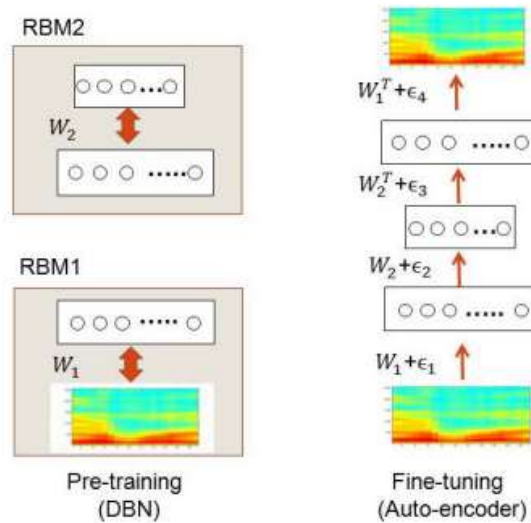 RBM2
W₂
RBM1
W₁
Pre-training
(DBN)
W₁ᵀ+ϵ₄
W₂ᵀ+ϵ₃
W₂+ϵ₂
W₁+ϵ₁
Fine-tuning
(Auto-encoder)